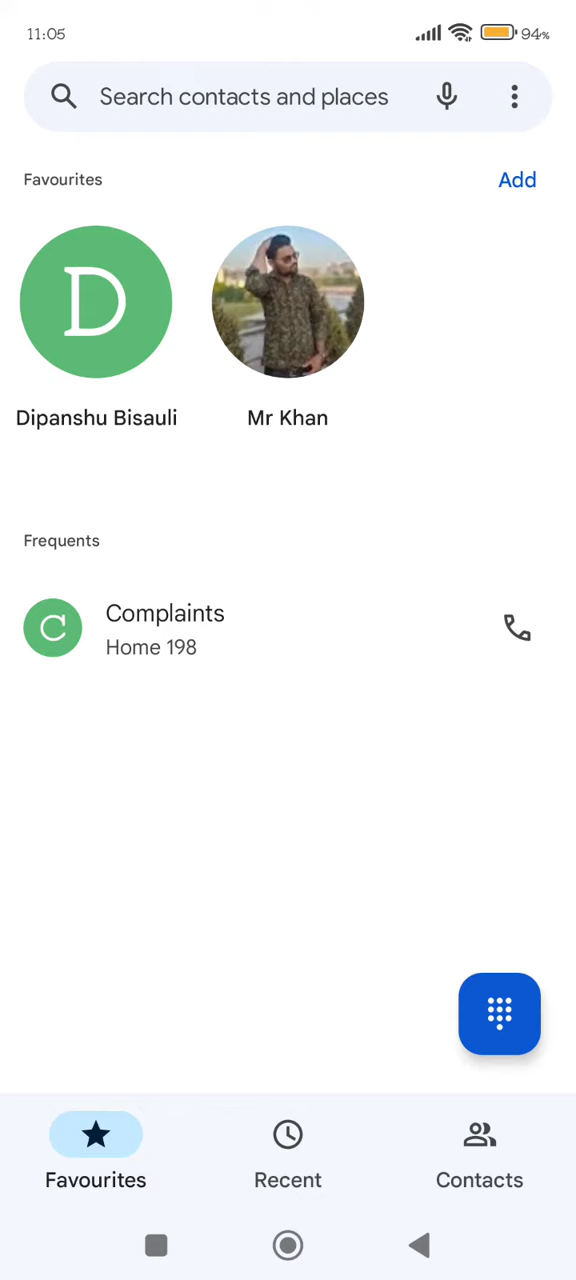 11:05
94%
Search contacts and places
Favourites
Add
D
Dipanshu Bisauli
Mr Khan
Frequents
C
Complaints
Home 198
Favourites
Recent
Contacts